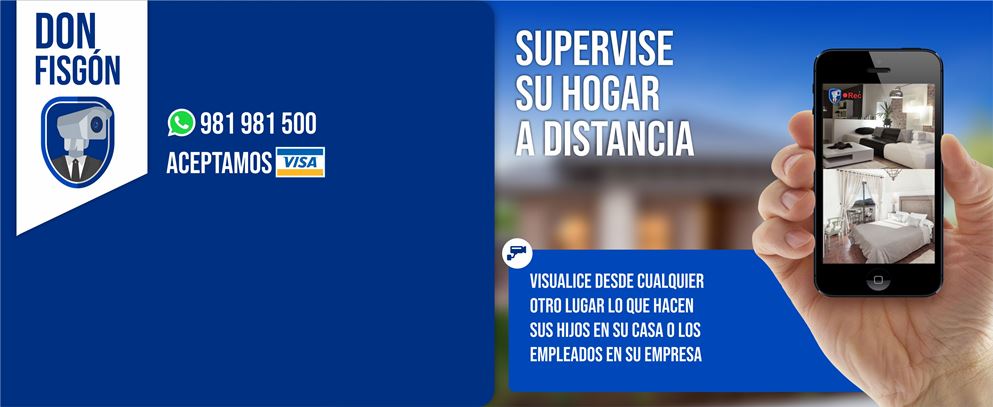 DON
FISGÓN
981 981 500
ACEPTAMOS VISA
SUPERVISE
SU HOGAR
A DISTANCIA
Rec
VISUALICE DESDE CUALQUIER
OTRO LUGAR LO QUE HACEN
SUS HIJOS EN SU CASA O LOS
EMPLEADOS EN SU EMPRESA